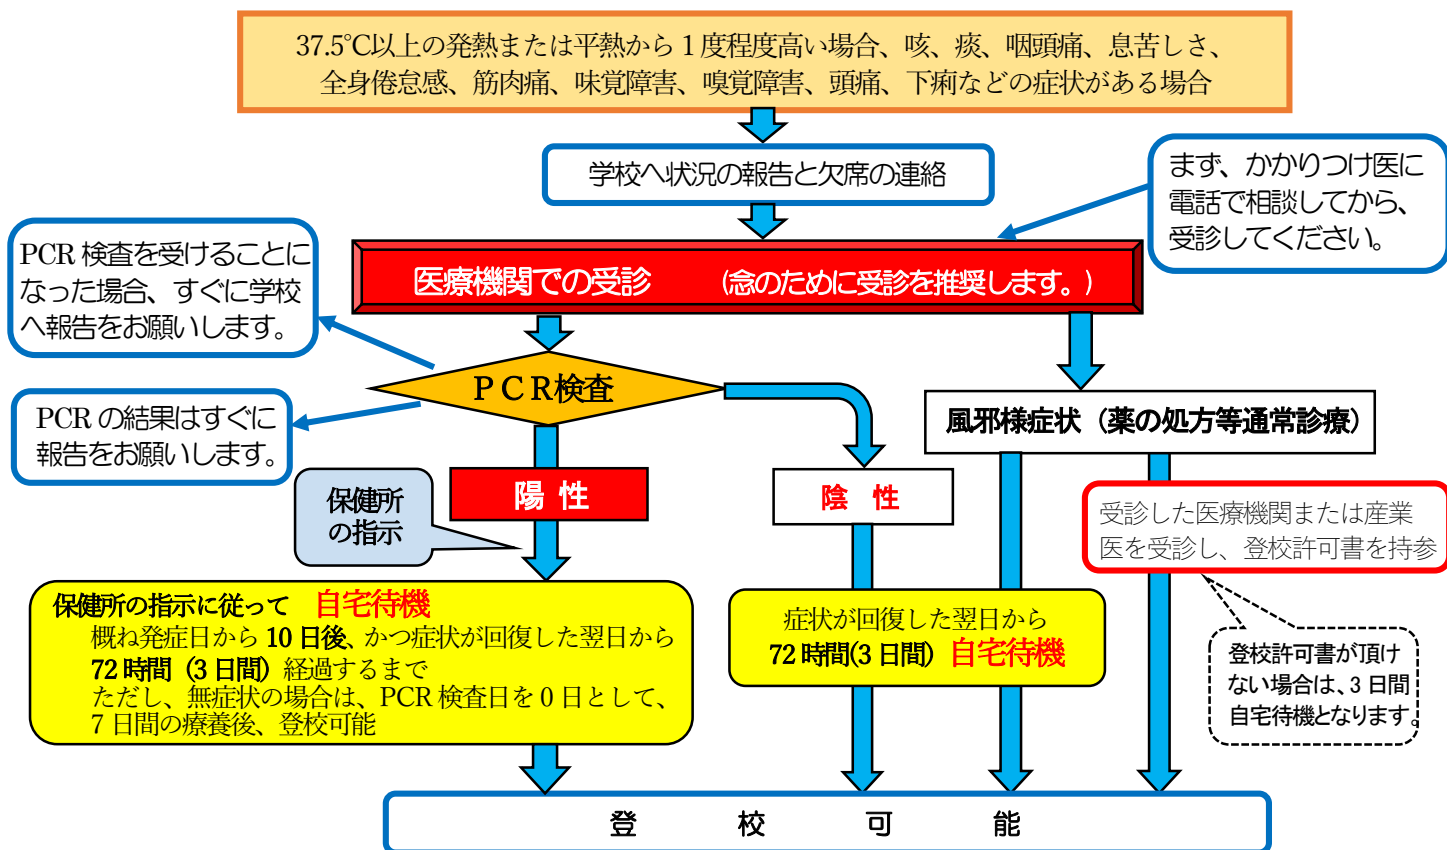 37.5℃以上の発熱または平熱から 1 度程度高い場合、咳、痰、咽頭痛、息苦しさ、
全身倦怠感、筋肉痛、味覚障害、嗅覚障害、頭痛、下痢などの症状がある場合
学校へ状況の報告と欠席の連絡
まず、かかりつけ医に
電話で相談してから、
受診してください。
PCR 検査を受けることに
なった場合、すぐに学校
へ報告をお願いします。
医療機関での受診 (念のために受診を推奨します。)
ＰＣＲ検査
PCR の結果はすぐに
報告をお願いします。
風邪様症状（薬の処方等通常診療）
陽 性
陰 性
保健所
の指示
受診した医療機関または産業
医を受診し、登校許可書を持参
保健所の指示に従って 自宅待機
概ね発症日から 10 日後、かつ症状が回復した翌日から
72 時間（3 日間）経過するまで
ただし、無症状の場合は、PCR 検査日を 0 日として、
7 日間の療養後、登校可能
症状が回復した翌日から
72 時間(3 日間) 自宅待機
登校許可書が頂け
ない場合は、3 日間
自宅待機となります。
登 校 可 能